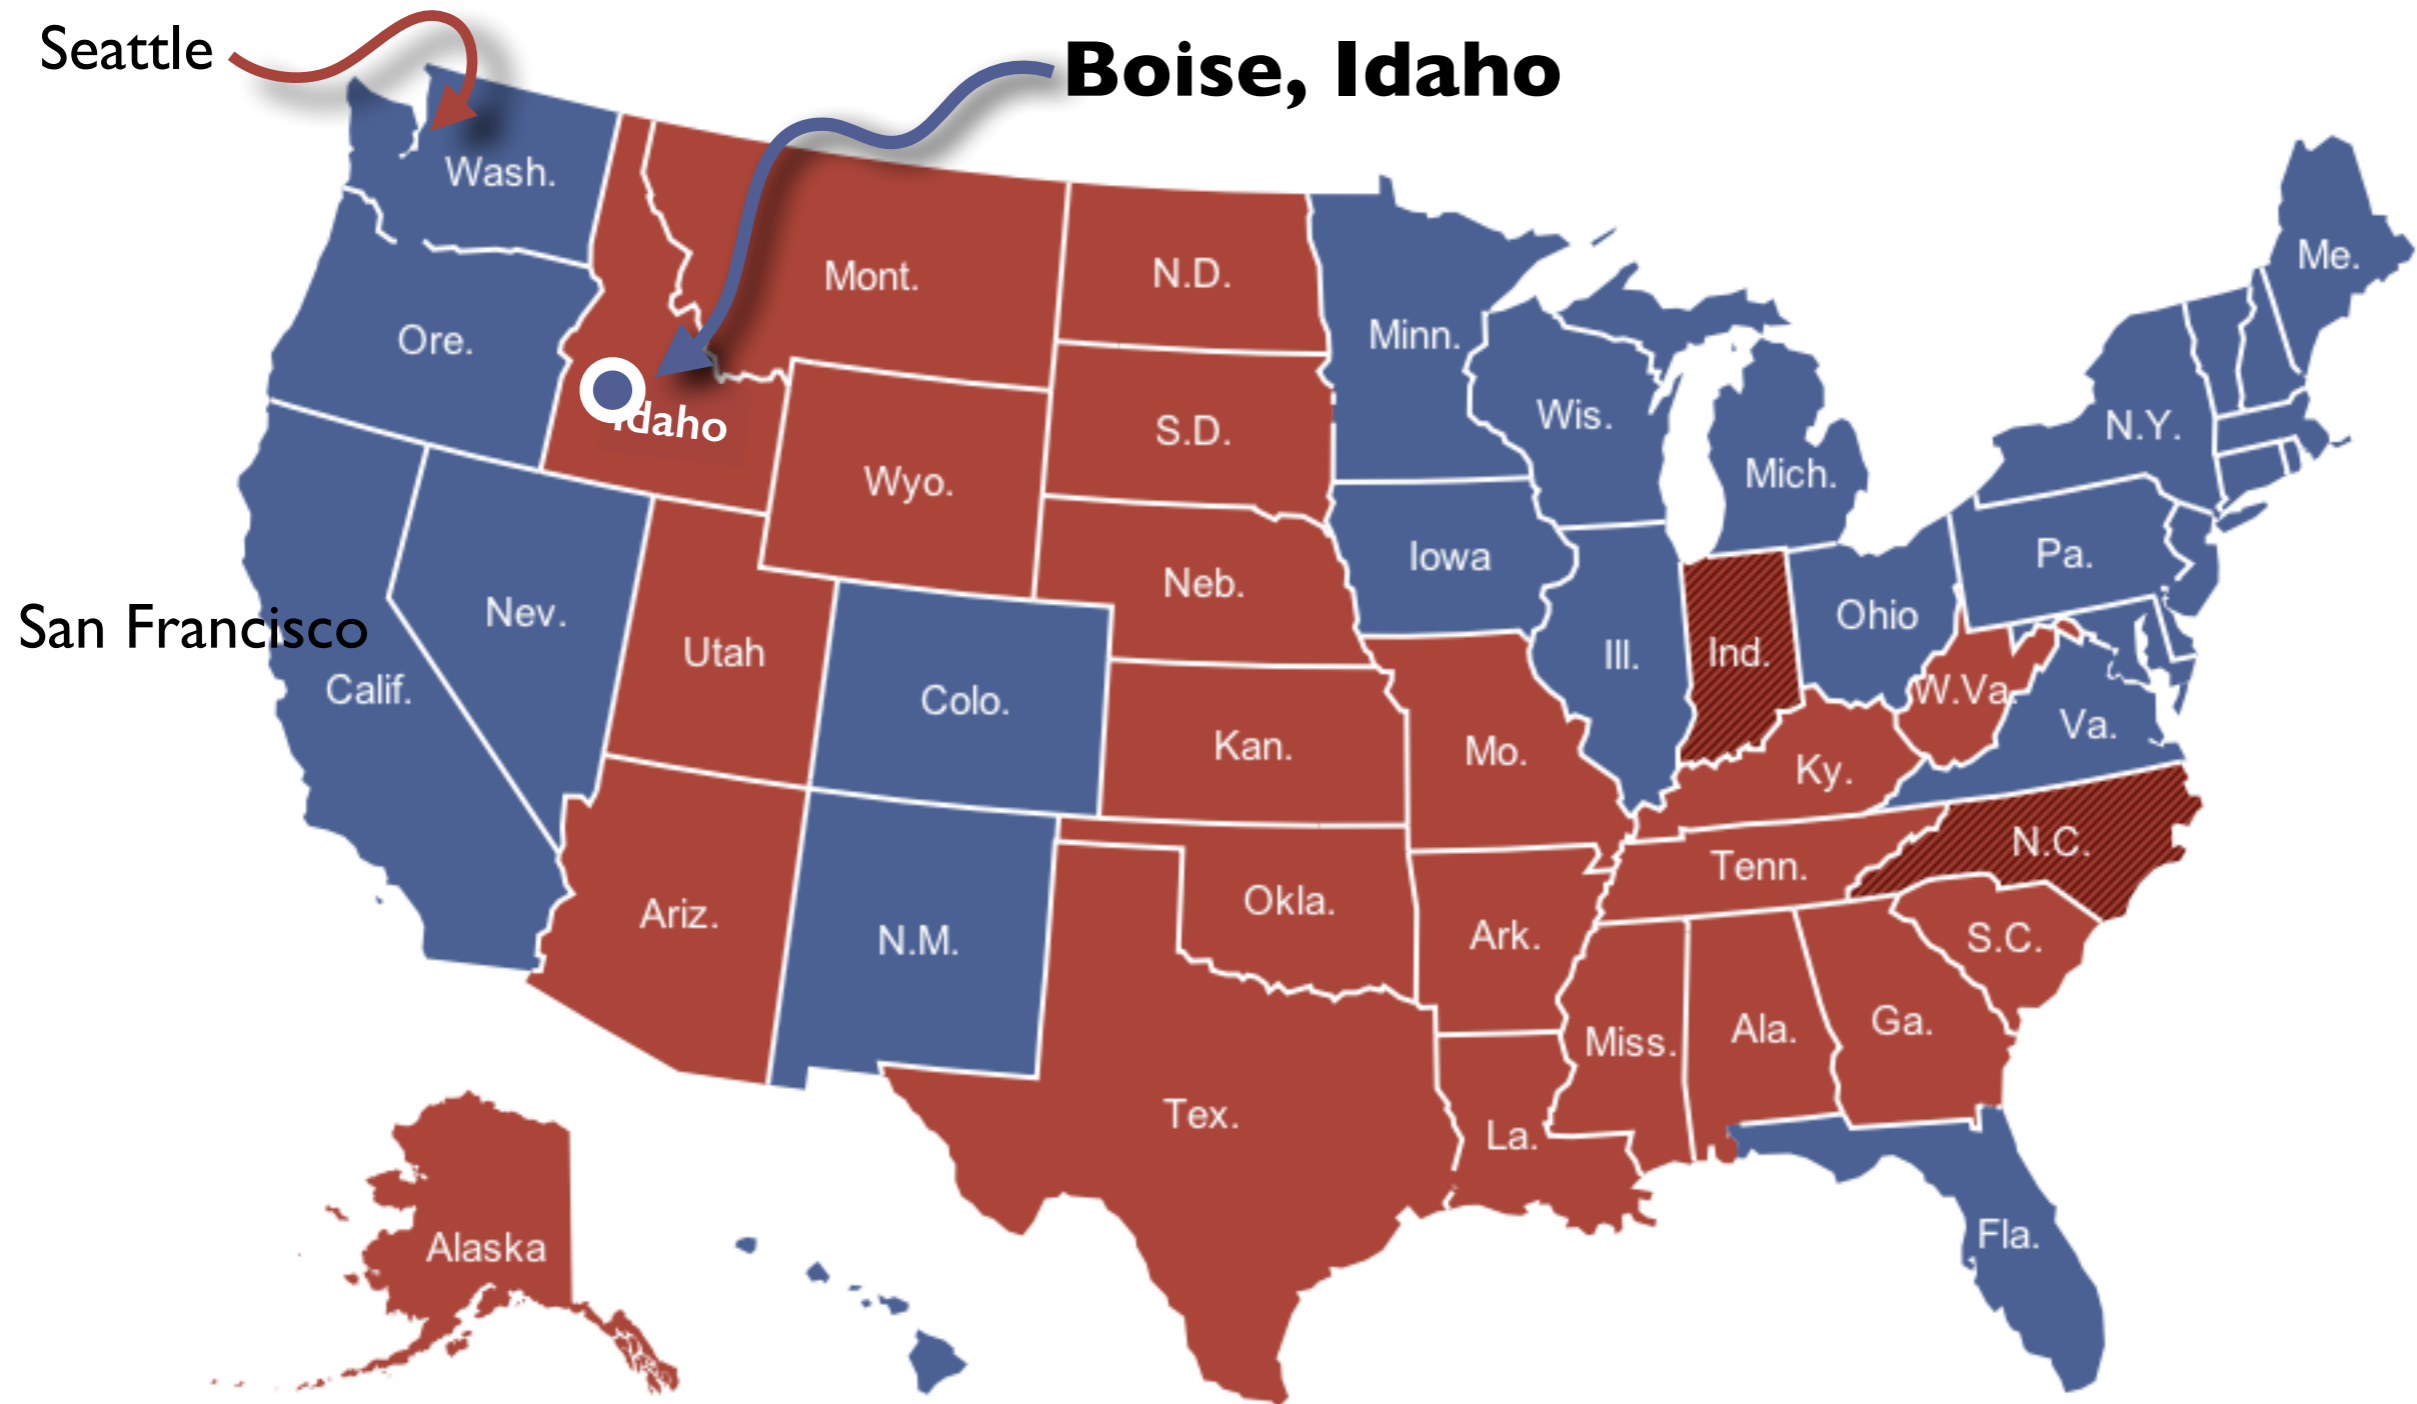 Seattle
Boise, Idaho
Wash.
Mont.
N.D.
Me.
Ore.
Minn.
Idaho
S.D.
Wis.
N.Y.
Wyo.
Mich.
Iowa
Pa.
Neb.
Nev.
Ohio
San Francisco
Utah
Ill.
Ind.
Calif.
Colo.
W.Va.
Va.
Kan.
Mo.
Ky.
N.C.
Tenn.
Okla.
Ariz.
N.M.
Ark.
S.C.
Ga.
Ala.
Miss.
Tex.
La.
Fla.
Alaska